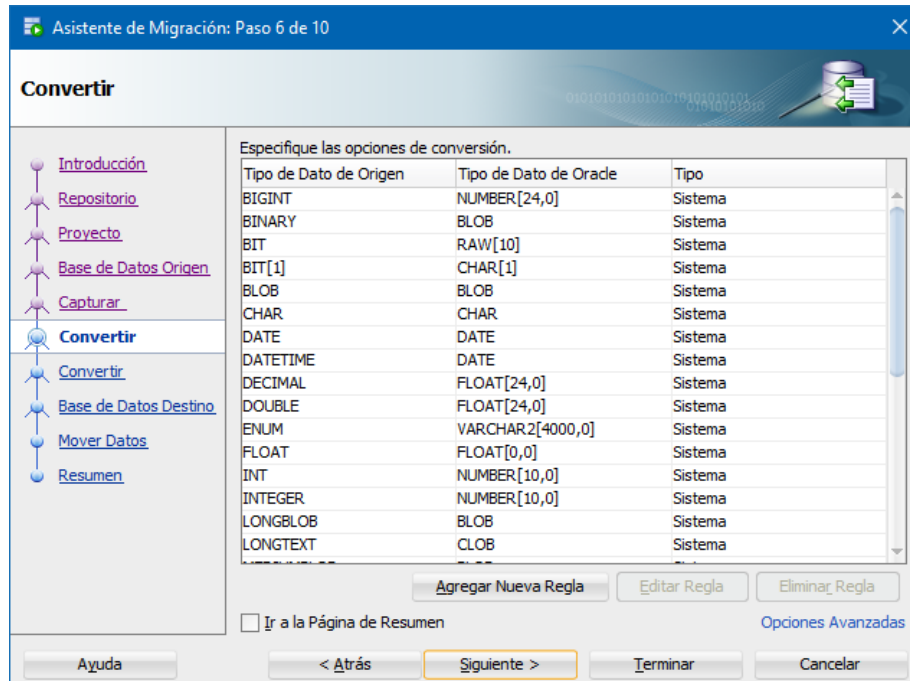 Asistente de Migración: Paso 6 de 10
Convertir
Introducción
Repositorio
Proyecto
Base de Datos Origen
Capturar
Convertir
Convertir
Base de Datos Destino
Mover Datos
Resumen
Especifique las opciones de conversión.
Tipo de Dato de Origen Tipo de Dato de Oracle Tipo
BIGINT NUMBER[24,0] Sistema
BINARY BLOB Sistema
BIT RAW[10] Sistema
BIT[1] CHAR[1] Sistema
BLOB BLOB Sistema
CHAR CHAR Sistema
DATE DATE Sistema
DATETIME DATE Sistema
DECIMAL FLOAT[24,0] Sistema
DOUBLE FLOAT[24,0] Sistema
ENUM VARCHAR2[4000,0] Sistema
FLOAT FLOAT[0,0] Sistema
INT NUMBER[10,0] Sistema
INTEGER NUMBER[10,0] Sistema
LONGBLOB BLOB Sistema
LONGTEXT CLOB Sistema
Agregar Nueva Regla Editar Regla Eliminar Regla
Ir a la Página de Resumen Opciones Avanzadas
Ayuda < Atrás Siguiente > Terminar Cancelar